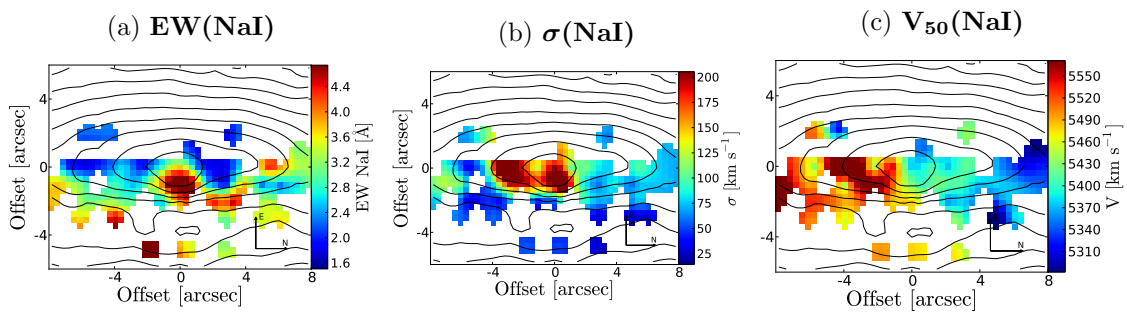 (a) EW(NaI)
(b) σ(NaI)
(c) V₅₀(NaI)
Offset [arcsec]
4
0
-4
-4
0
4
8
Offset [arcsec]
E
N
4.4
4.0
3.6
3.2
2.8
2.4
2.0
1.6
EW NaI [Å]
Offset [arcsec]
4
0
-4
-4
0
4
8
Offset [arcsec]
N
200
175
150
125
100
75
50
25
σ [km s⁻¹]
Offset [arcsec]
4
0
-4
-4
0
4
8
Offset [arcsec]
N
5550
5520
5490
5460
5430
5400
5370
5340
5310
V [km s⁻¹]